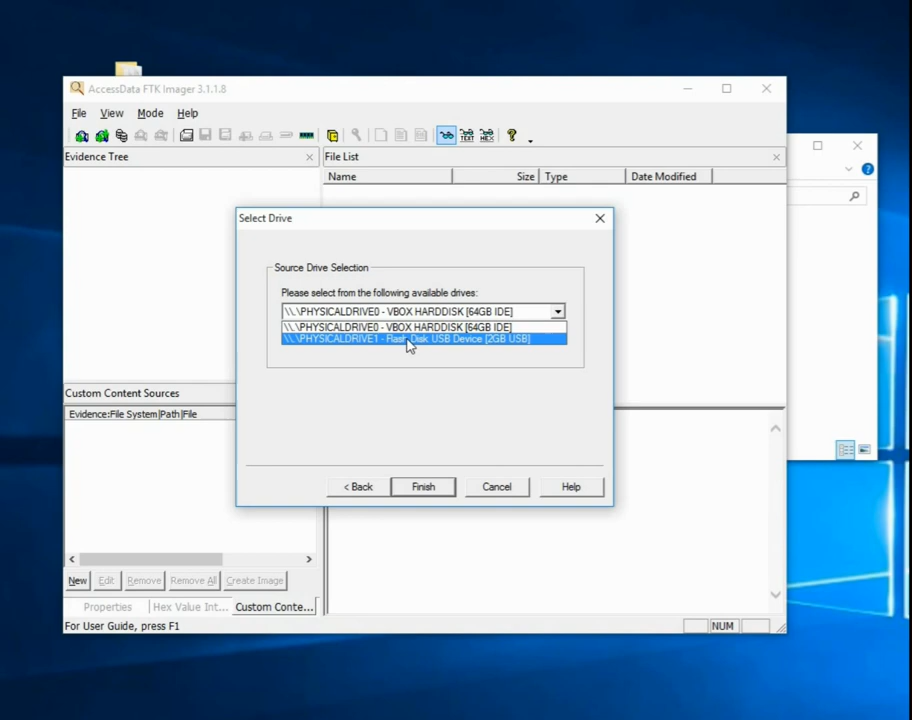 AccessData FTK Imager 3.1.1.8
File View Mode Help
Evidence Tree
File List
Name Size Type Date Modified
Select Drive
Source Drive Selection
Please select from the following available drives:
\\.\PHYSICALDRIVE0 - VBOX HARDDISK [64GB IDE]
\\.\PHYSICALDRIVE0 - VBOX HARDDISK [64GB IDE]
\\.\PHYSICALDRIVE1 - Flash Disk USB Device [2GB USB]
Custom Content Sources
Evidence:File System|Path|File
< Back Finish Cancel Help
New Edit Remove Remove All Create Image
Properties Hex Value Int... Custom Conte...
For User Guide, press F1
NUM